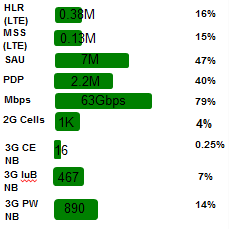 HLR (LTE) 0.38M 16%
MSS (LTE) 0.13M 15%
SAU 7M 47%
PDP 2.2M 40%
Mbps 63Gbps 79%
2G Cells 1K 4%
3G CE NB 16 0.25%
3G IuB NB 467 7%
3G PW NB 890 14%